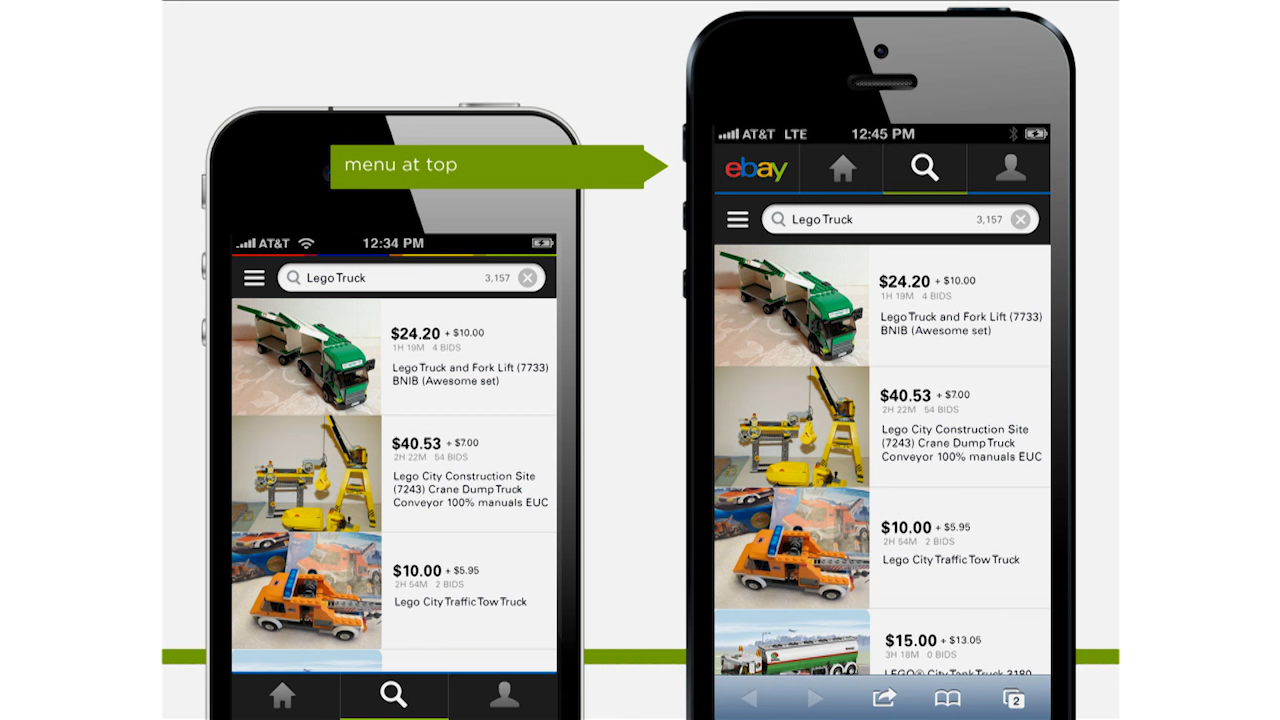 menu at top
AT&T 12:34 PM
Lego Truck 3,157
$24.20 + $10.00
1H 19M 4 BIDS
Lego Truck and Fork Lift (7733)
BNIB (Awesome set)
$40.53 + $7.00
2H 22M 54 BIDS
Lego City Construction Site
(7243) Crane Dump Truck
Conveyor 100% manuals EUC
$10.00 + $5.95
2H 54M 2 BIDS
Lego City Traffic Tow Truck
AT&T LTE 12:45 PM
ebay
Lego Truck 3,157
$24.20 + $10.00
1H 19M 4 BIDS
Lego Truck and Fork Lift (7733)
BNIB (Awesome set)
$40.53 + $7.00
2H 22M 54 BIDS
Lego City Construction Site
(7243) Crane Dump Truck
Conveyor 100% manuals EUC
$10.00 + $5.95
2H 54M 2 BIDS
Lego City Traffic Tow Truck
$15.00 + $13.05
3H 18M 0 BIDS
LEGO® City Tank Truck 3180
2